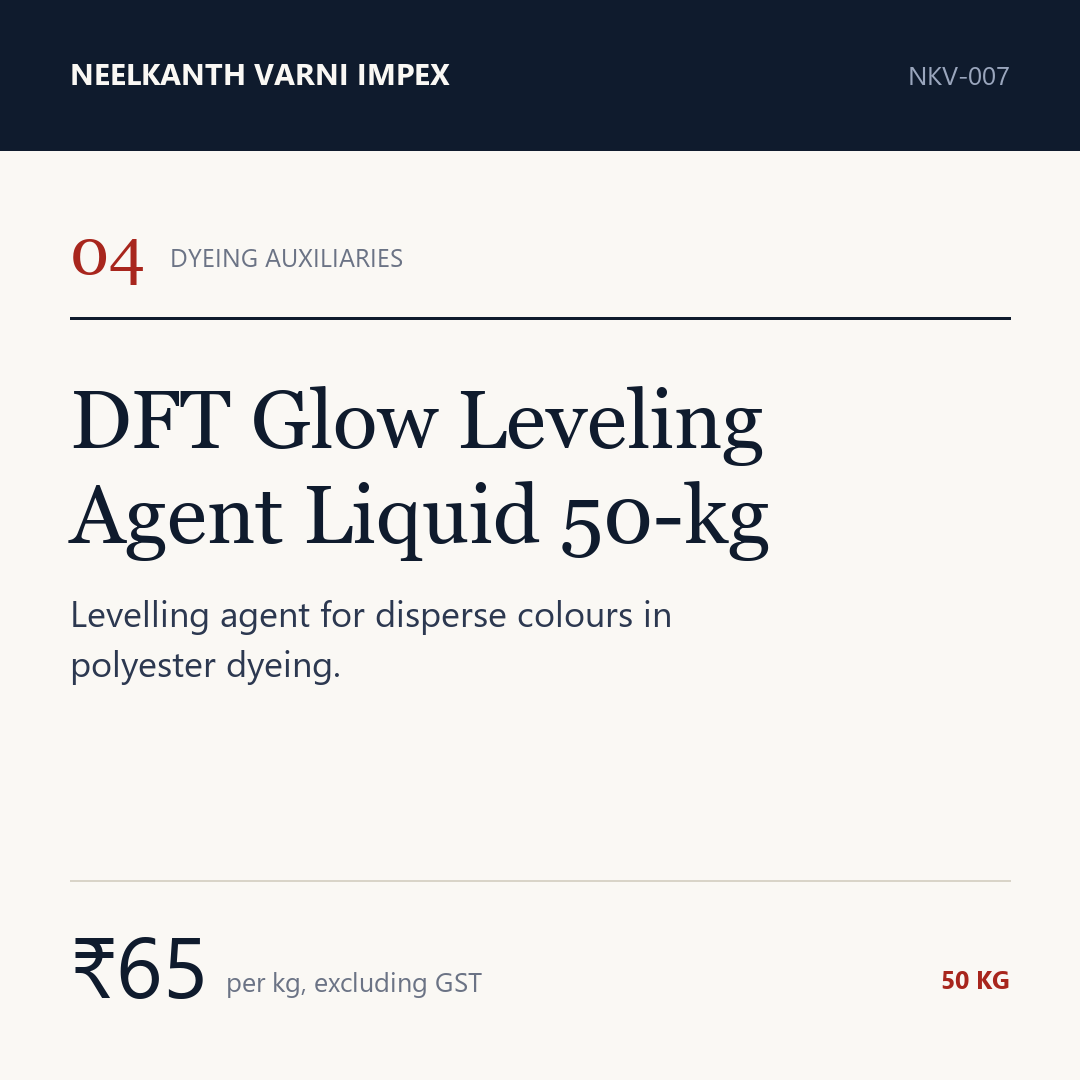 NEELKANTH VARNI IMPEX
NKV-007
04
DYEING AUXILIARIES
DFT Glow Leveling
Agent Liquid 50-kg
Levelling agent for disperse colours in
polyester dyeing.
₹65 per kg, excluding GST
50 KG